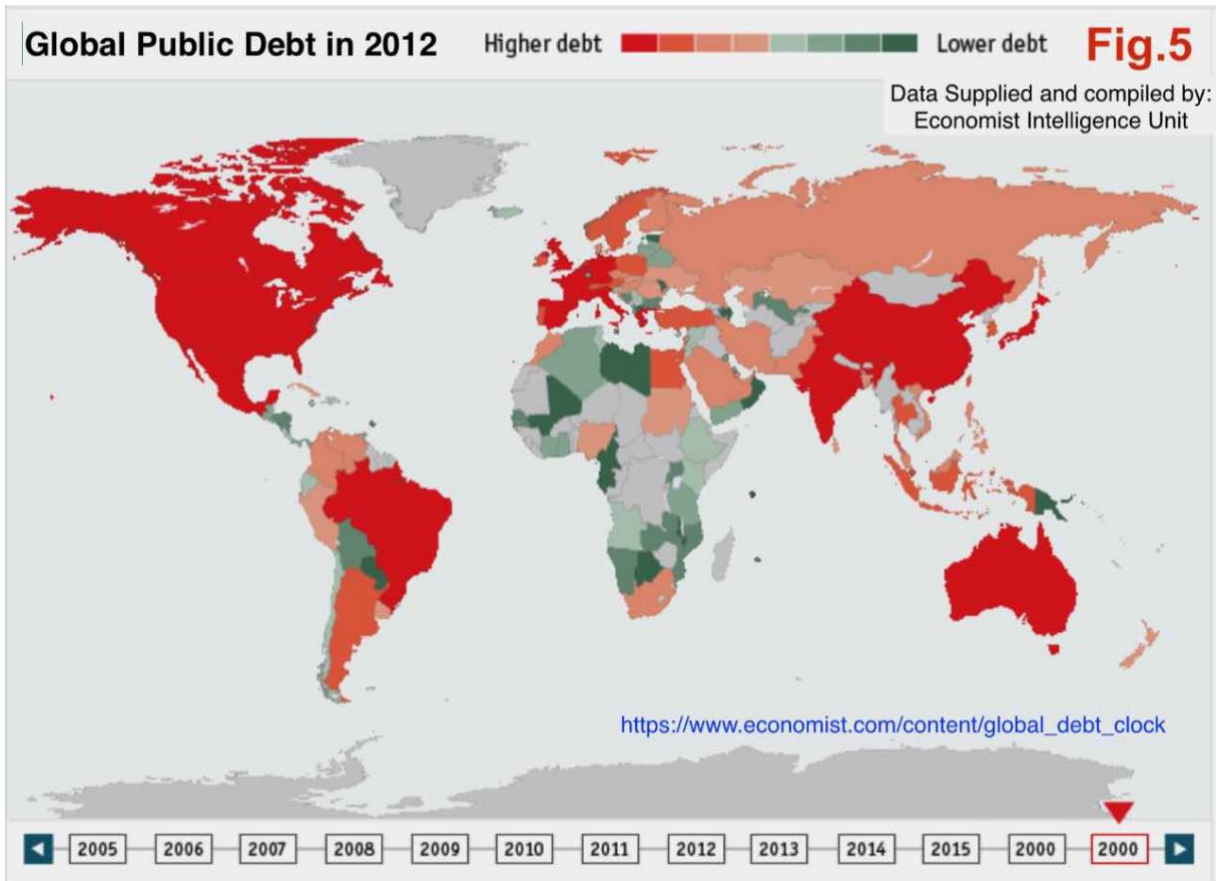 Global Public Debt in 2012
Higher debt
Lower debt
Fig.5
Data Supplied and compiled by:
Economist Intelligence Unit
https://www.economist.com/content/global_debt_clock
2005 2006 2007 2008 2009 2010 2011 2012 2013 2014 2015 2000 2000